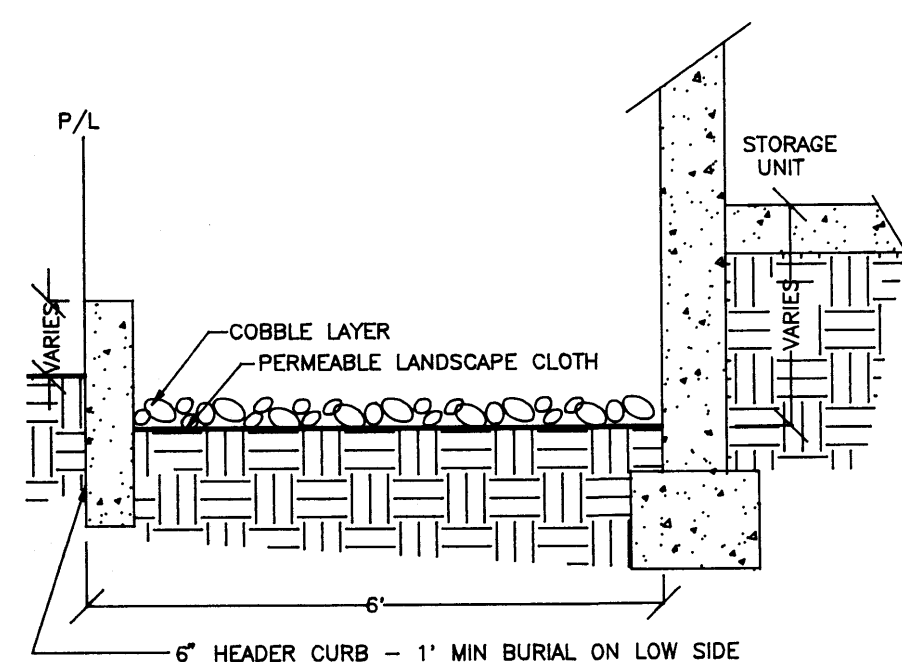 P/L
STORAGE
UNIT
VARIES
COBBLE LAYER
PERMEABLE LANDSCAPE CLOTH
VARIES
6'
6" HEADER CURB – 1' MIN BURIAL ON LOW SIDE